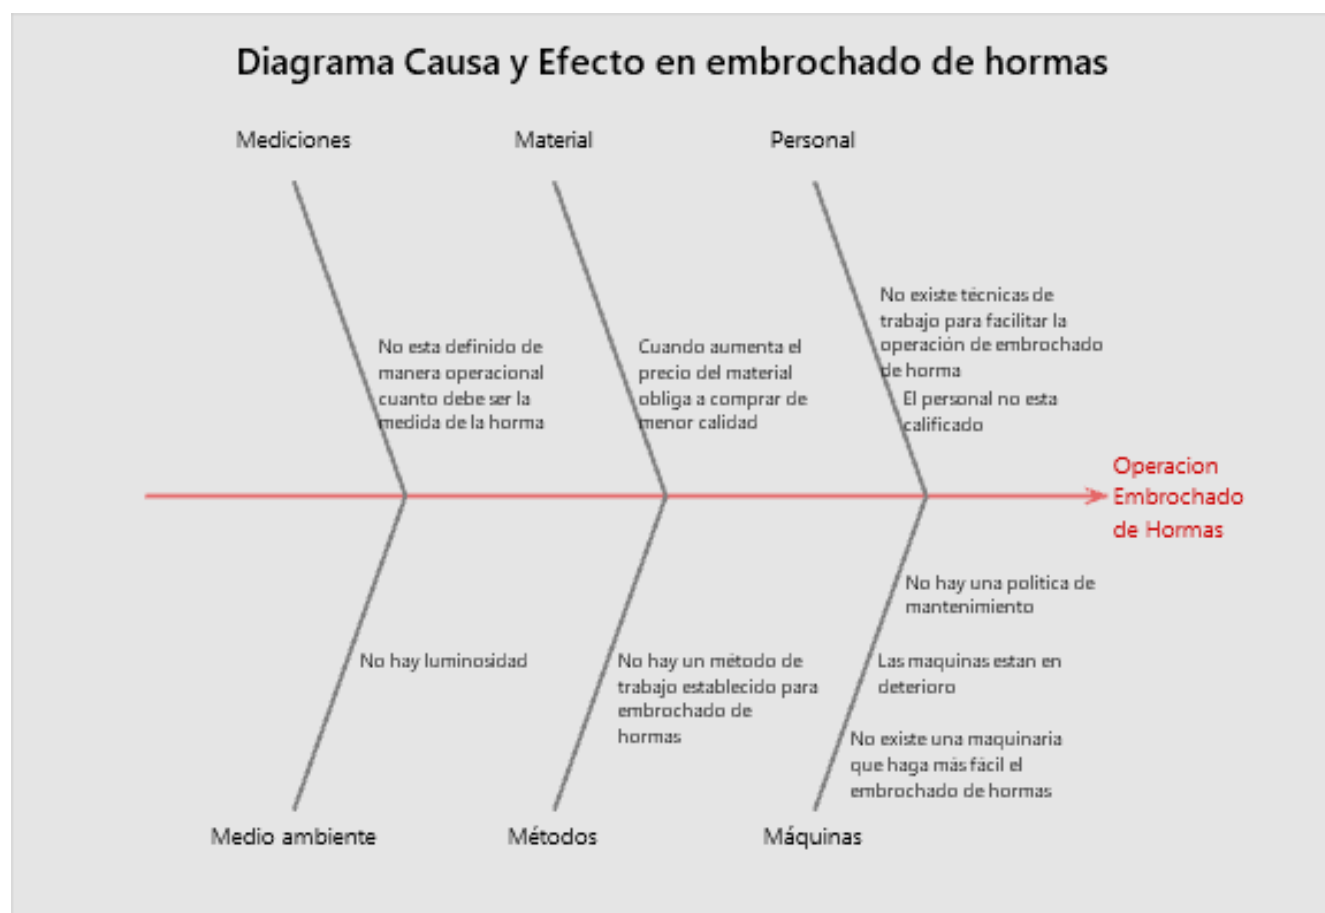 Diagrama Causa y Efecto en embrochado de hormas
Mediciones
Material
Personal
No esta definido de
manera operacional
cuanto debe ser la
medida de la horma
Cuando aumenta el
precio del material
obliga a comprar de
menor calidad
No existe técnicas de
trabajo para facilitar la
operación de embrochado
de horma
El personal no esta
calificado
Operacion
Embrochado
de Hormas
No hay luminosidad
No hay un método de
trabajo establecido para
embrochado de
hormas
No hay una politica de
mantenimiento
Las maquinas estan en
deterioro
No existe una maquinaria
que haga más fácil el
embrochado de hormas
Medio ambiente
Métodos
Máquinas